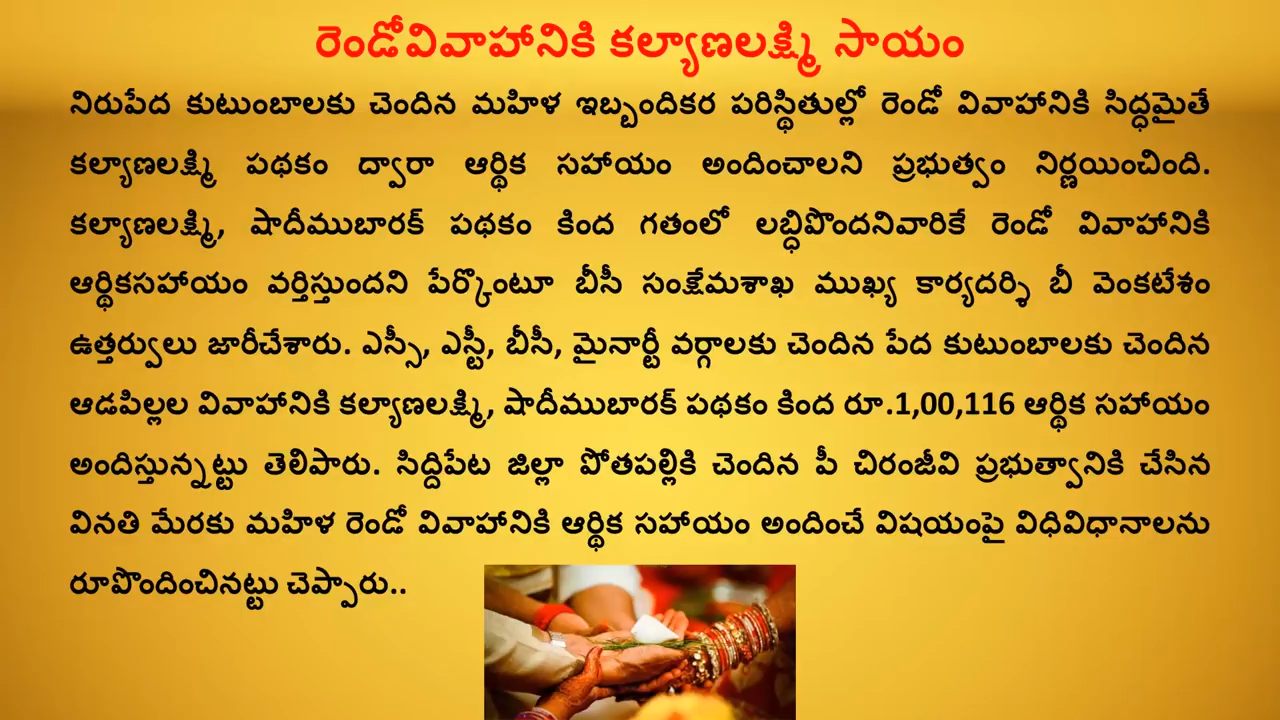 రెండోవివాహానికి కల్యాణలక్ష్మి సాయం
నిరుపేద కుటుంబాలకు చెందిన మహిళ ఇబ్బందికర పరిస్థితుల్లో రెండో వివాహానికి సిద్ధమైతే
కల్యాణలక్ష్మి పథకం ద్వారా ఆర్థిక సహాయం అందించాలని ప్రభుత్వం నిర్ణయించింది.
కల్యాణలక్ష్మి, షాదీముబారక్ పథకం కింద గతంలో లబ్ధిపొందనివారికే రెండో వివాహానికి
ఆర్థికసహాయం వర్తిస్తుందని పేర్కొంటూ బీసీ సంక్షేమశాఖ ముఖ్య కార్యదర్శి బీ వెంకటేశం
ఉత్తర్వులు జారీచేశారు. ఎస్సీ, ఎస్టీ, బీసీ, మైనార్టీ వర్గాలకు చెందిన పేద కుటుంబాలకు చెందిన
ఆడపిల్లల వివాహానికి కల్యాణలక్ష్మి, షాదీముబారక్ పథకం కింద రూ.1,00,116 ఆర్థిక సహాయం
అందిస్తున్నట్టు తెలిపారు. సిద్దిపేట జిల్లా పోతపల్లికి చెందిన పీ చిరంజీవి ప్రభుత్వానికి చేసిన
వినతి మేరకు మహిళ రెండో వివాహానికి ఆర్థిక సహాయం అందించే విషయంపై విధివిధానాలను
రూపొందించినట్టు చెప్పారు..